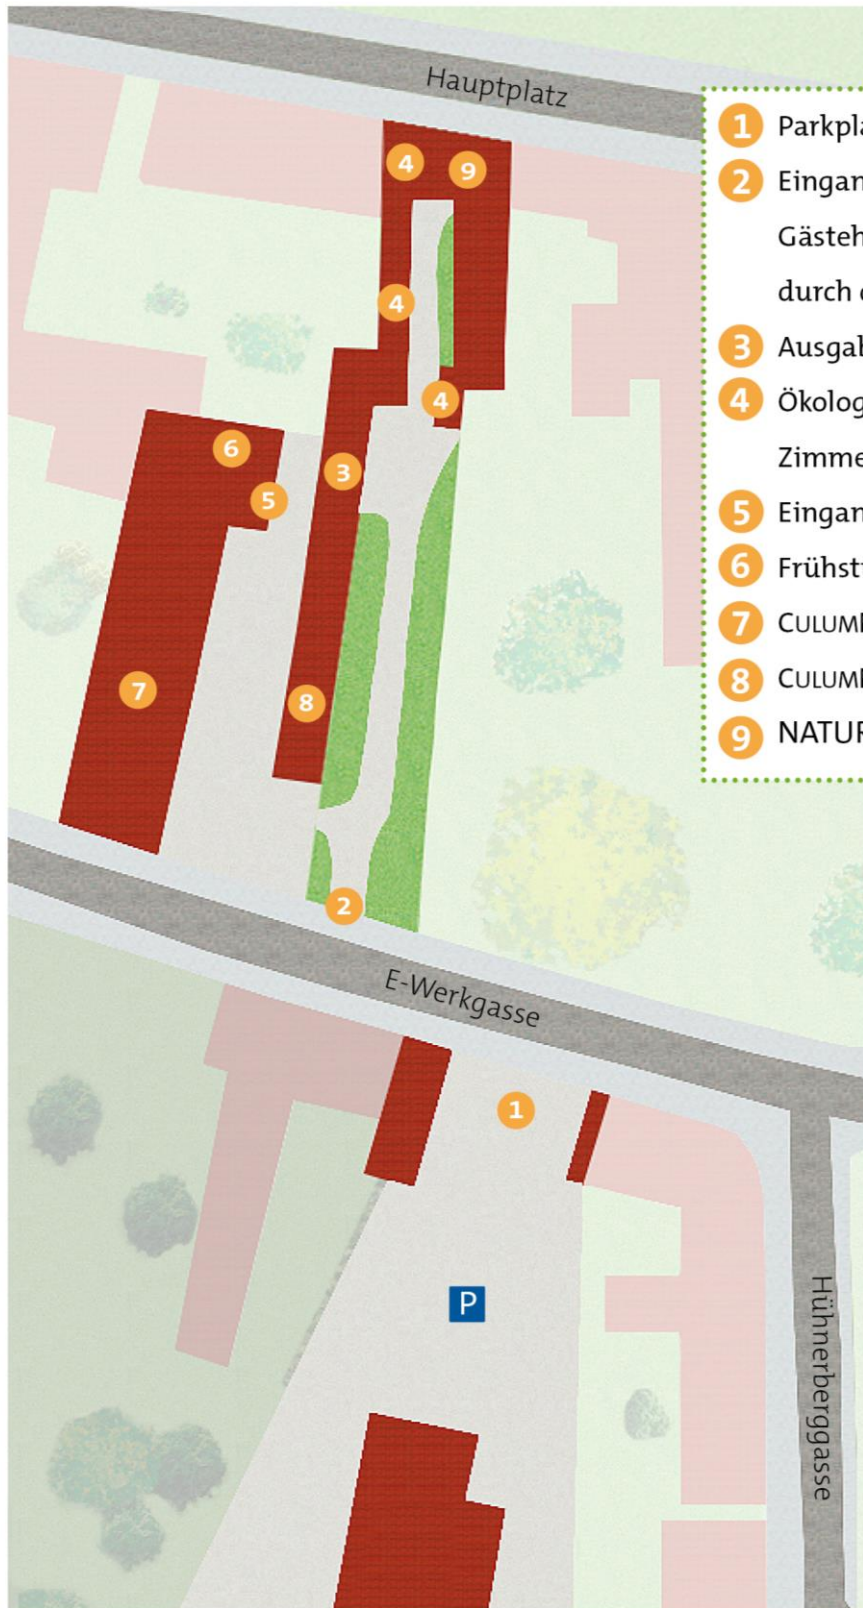 Hauptplatz
1 Parkpla
2 Eingan
Gästeh
durch
3 Ausgab
4 Ökolog
Zimme
5 Eingan
6 Frühst
7 CULUM
8 CULUM
9 NATUR
4
9
4
4
6
5
3
7
8
2
E-Werkgasse
1
P
Hühnerberggasse